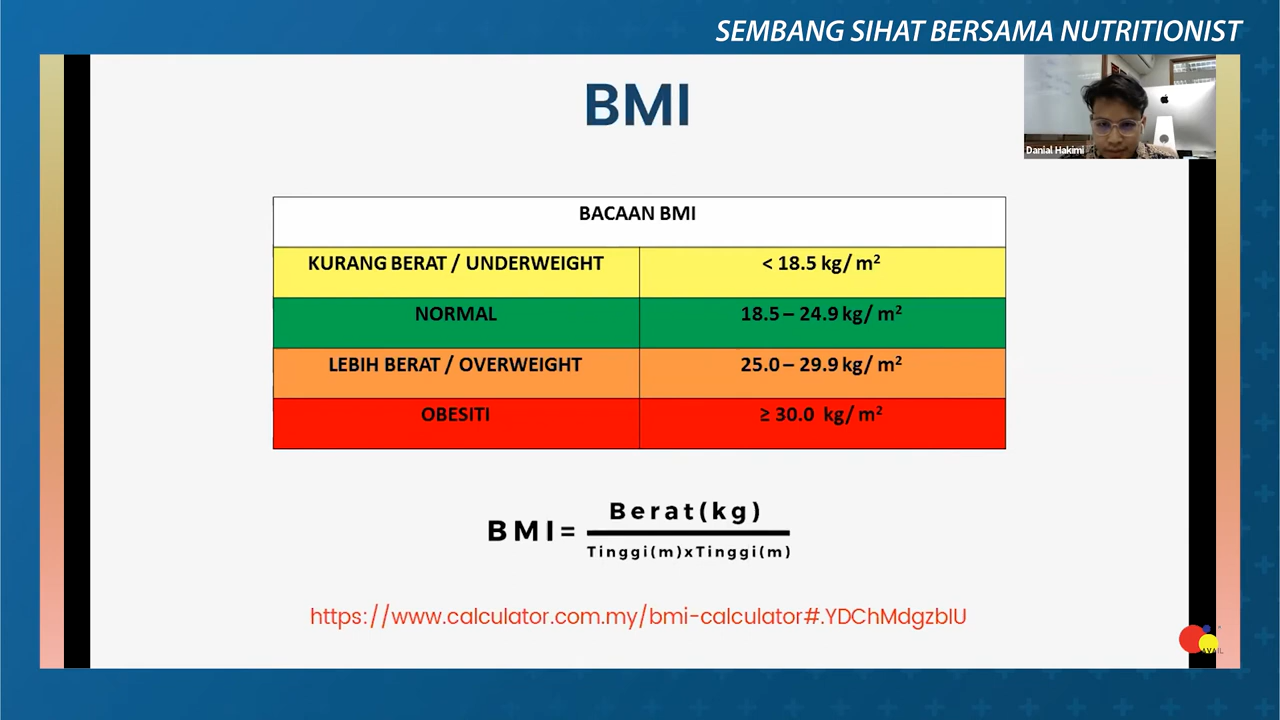 SEMBANG SIHAT BERSAMA NUTRITIONIST
BMI
Danial Hakimi
BACAAN BMI
KURANG BERAT / UNDERWEIGHT < 18.5 kg/ m²
NORMAL 18.5 – 24.9 kg/ m²
LEBIH BERAT / OVERWEIGHT 25.0 – 29.9 kg/ m²
OBESITI ≥ 30.0 kg/ m²
BMI= Berat(kg)
Tinggi(m)xTinggi(m)
https://www.calculator.com.my/bmi-calculator#.YDChMdgzbIU
AVAIL